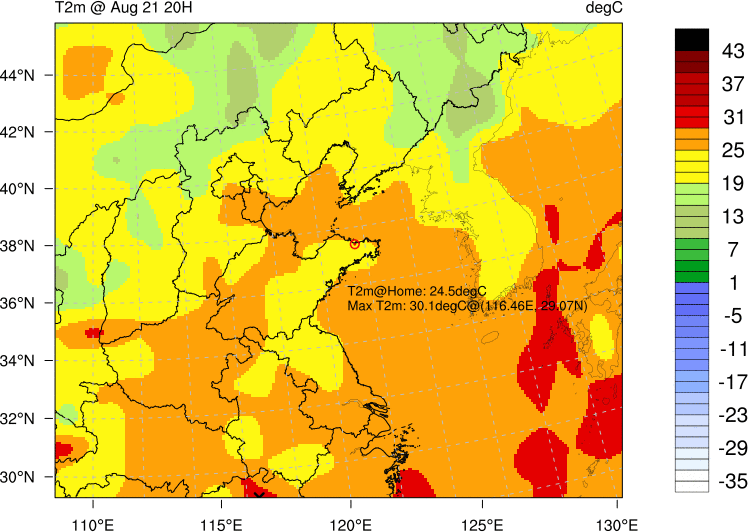 T2m @ Aug 21 20H degC
43
44°N
37
31
42°N
25
40°N
19
13
38°N
7
T2m@Home: 24.5degC
1
36°N
Max T2m: 30.1degC@(116.46E, 29.07N)
-5
34°N
-11
-17
32°N
-23
-29
30°N
-35
110°E 115°E 120°E 125°E 130°E